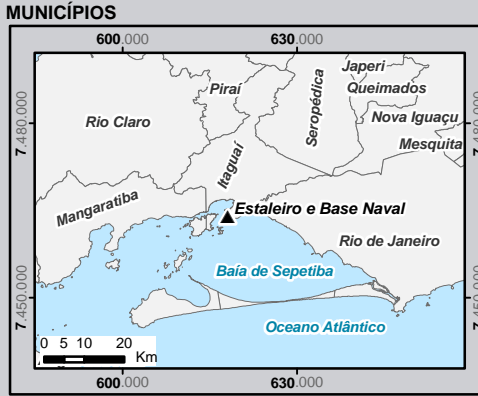 MUNICÍPIOS
600.000 630.000
7.480.000
7.480.000
Japeri
Piraí
Queimados
Seropédica
Rio Claro
Nova Iguaçu
Mesquita
Itaguaí
Mangaratiba
Estaleiro e Base Naval
Rio de Janeiro
Baía de Sepetiba
7.450.000
7.450.000
Oceano Atlântico
0 5 10 20
Km
600.000 630.000